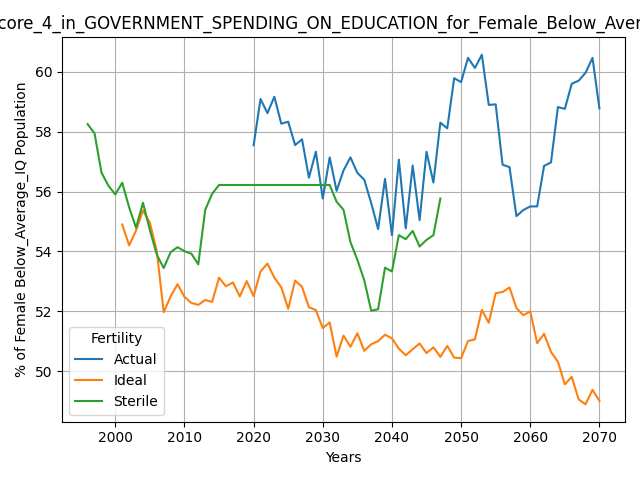 core_4_in_GOVERNMENT_SPENDING_ON_EDUCATION_for_Female_Below_Aver
% of Female Below_Average_IQ Population
60
58
56
54
52
50
Fertility
Actual
Ideal
Sterile
2000 2010 2020 2030 2040 2050 2060 2070
Years